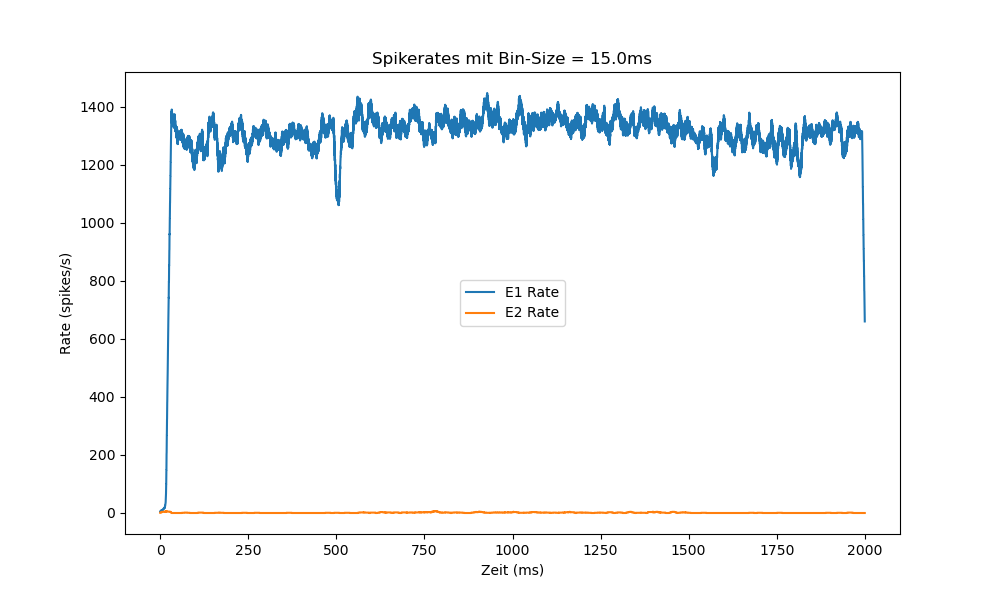 Spikerates mit Bin-Size = 15.0ms
Rate (spikes/s)
1400
1200
1000
800
600
400
200
0
E1 Rate
E2 Rate
0 250 500 750 1000 1250 1500 1750 2000
Zeit (ms)